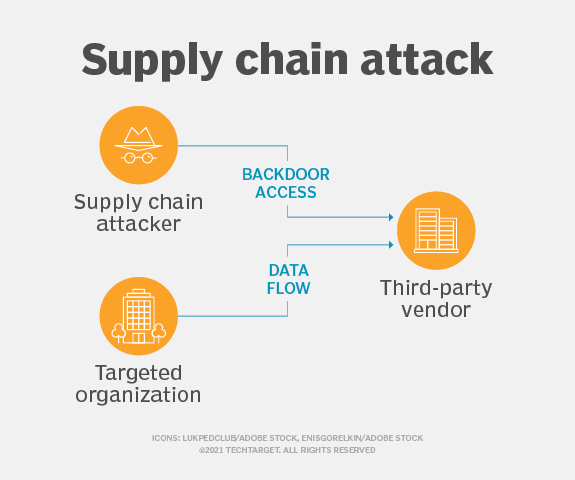 Supply chain attack
BACKDOOR
ACCESS
Supply chain
attacker
DATA
FLOW
Third-party
vendor
Targeted
organization
ICONS: LUKPEDCLUB/ADOBE STOCK, ENISGORELKIN/ADOBE STOCK
©2021 TECHTARGET. ALL RIGHTS RESERVED